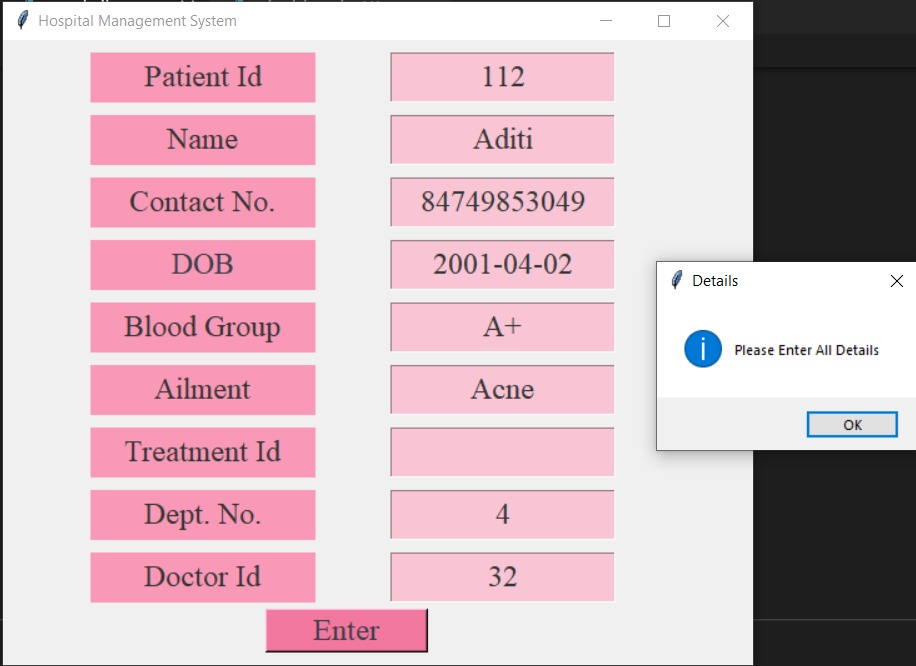 Hospital Management System
Patient Id 112
Name Aditi
Contact No. 84749853049
DOB 2001-04-02
Blood Group A+
Ailment Acne
Treatment Id
Dept. No. 4
Doctor Id 32
Enter
Details
Please Enter All Details
OK